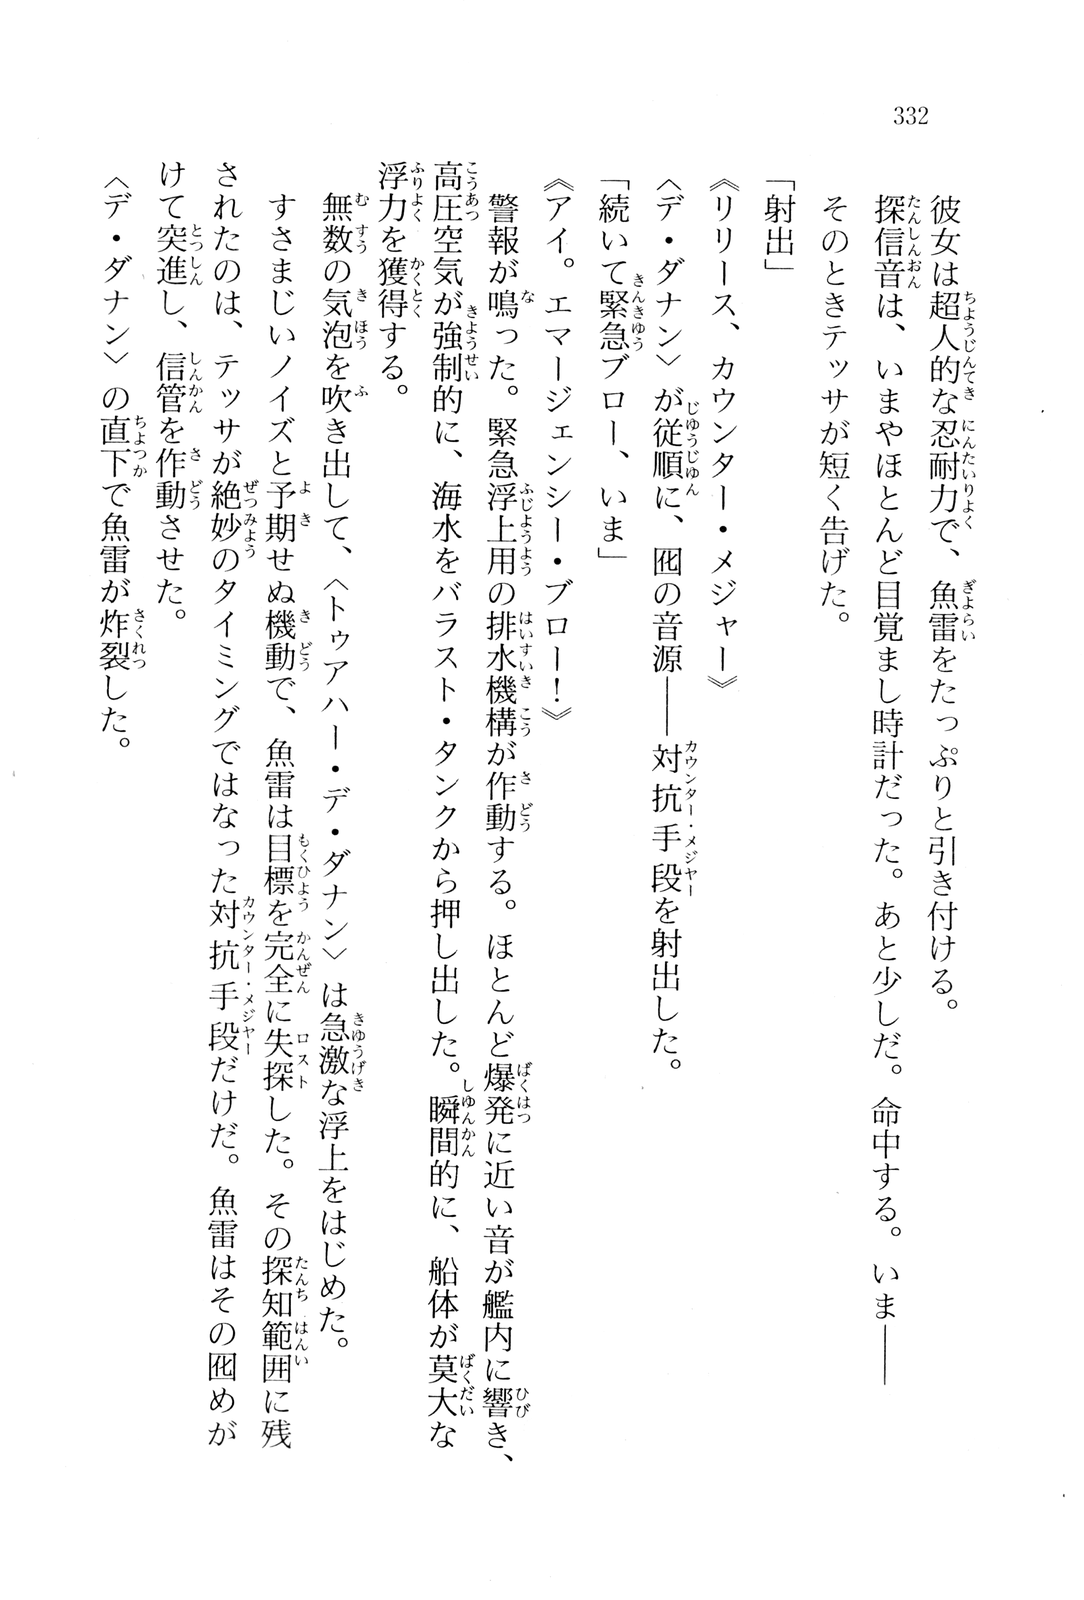 332
彼女は超人的な忍耐力で、魚雷をたっぷりと引き付ける。
探信音は、いまやほとんど目覚まし時計だった。あと少しだ。命中する。いま――
そのときテッサが短く告げた。
「射出」
《リリース、カウンター・メジャー》
〈デ・ダナン〉が従順に、囮の音源――対抗手段を射出した。
「続いて緊急ブロー、いま」
《アイ。エマージェンシー・ブロー！》
警報が鳴った。緊急浮上用の排水機構が作動する。ほとんど爆発に近い音が艦内に響き、
高圧空気が強制的に、海水をバラスト・タンクから押し出した。瞬間的に、船体が莫大な
浮力を獲得する。
無数の気泡を吹き出して、〈トゥアハー・デ・ダナン〉は急激な浮上をはじめた。
すさまじいノイズと予期せぬ機動で、魚雷は目標を完全に失探した。その探知範囲に残
されたのは、テッサが絶妙のタイミングではなった対抗手段だけだ。魚雷はその囮めが
けて突進し、信管を作動させた。
〈デ・ダナン〉の直下で魚雷が炸裂した。